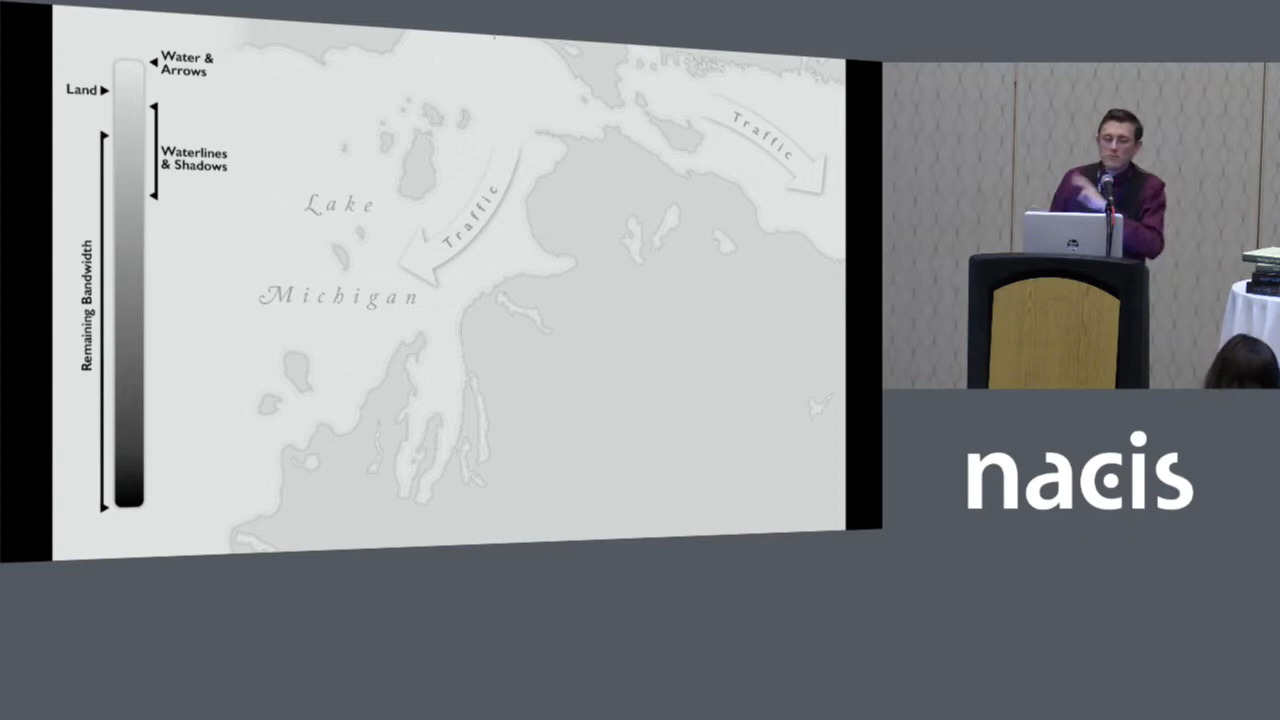 Water &
Arrows
Land
Waterlines
& Shadows
Remaining Bandwidth
Lake
Michigan
Traffic
Traffic
nacis